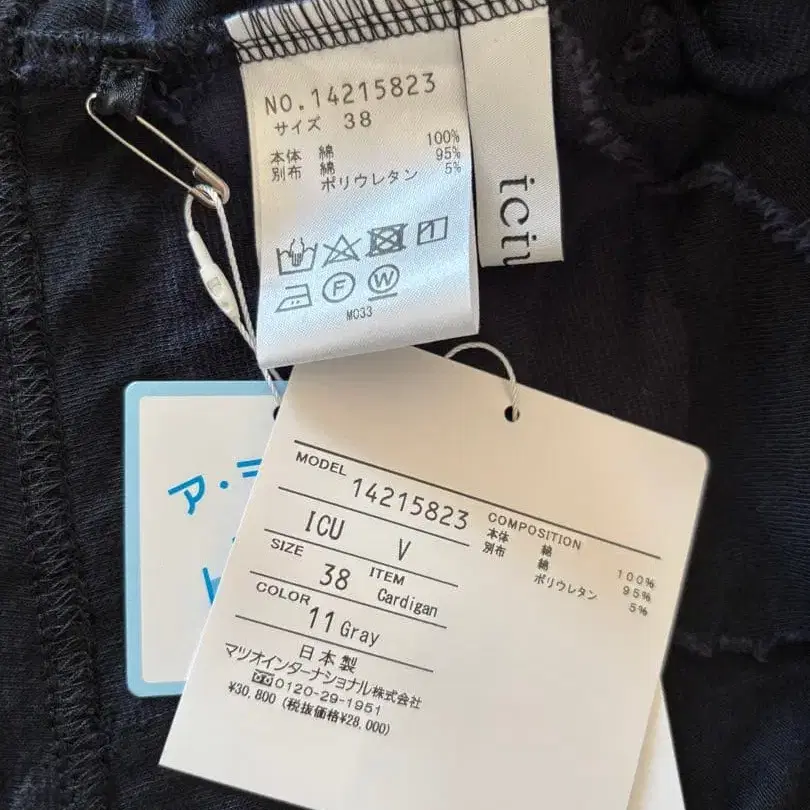 NO.14215823
サイズ 38
本体 綿 100%
別布 綿 95%
ポリウレタン 5%
F W
MC33
iciu
ア・
MODEL 14215823
ICU V
SIZE 38 ITEM Cardigan
COLOR 11 Gray
日本製
マツオインターナショナル株式会社
0120-29-1951
¥30,800 (税抜価格¥28,000)
COMPOSITION
本体 綿 100%
別布 綿 95%
ポリウレタン 5%